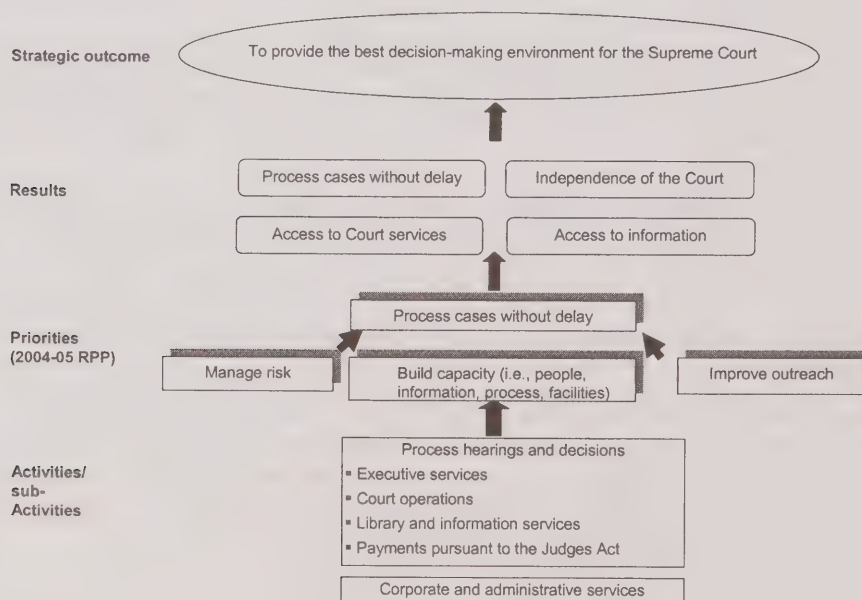 Strategic outcome
To provide the best decision-making environment for the Supreme Court
Results
Process cases without delay
Independence of the Court
Access to Court services
Access to information
Priorities
(2004-05 RPP)
Process cases without delay
Manage risk
Build capacity (i.e., people,
information, process, facilities)
Improve outreach
Activities/
sub-
Activities
Process hearings and decisions
▪ Executive services
▪ Court operations
▪ Library and information services
▪ Payments pursuant to the Judges Act
Corporate and administrative services